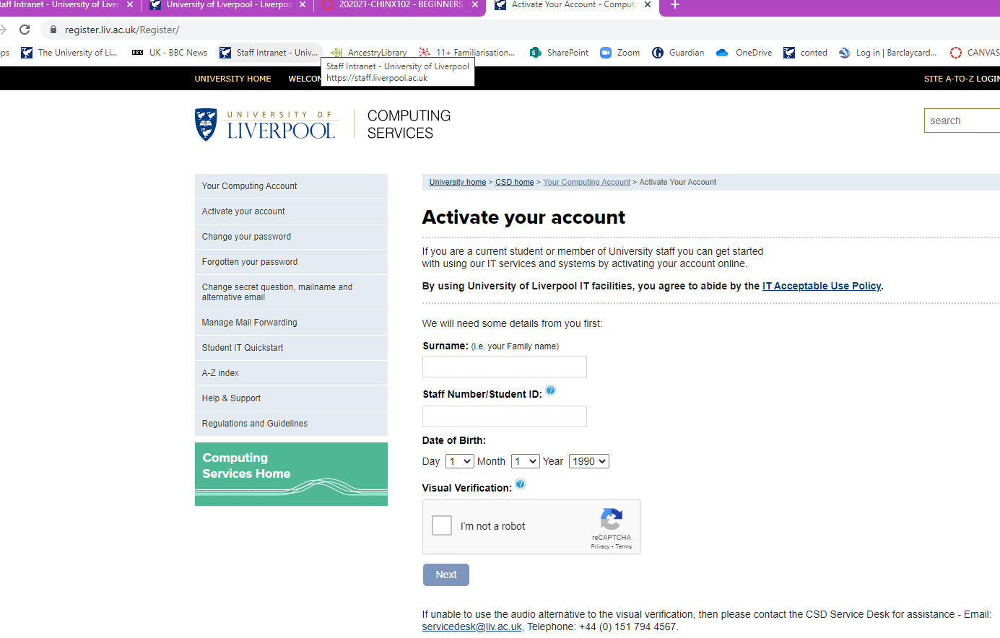 taff Intranet - University of Liver
University of Liverpool - Liverpoo
202021-CHINX102 - BEGINNERS
Activate Your Account - Computi
register.liv.ac.uk/Register/
ps
The University of Li...
BBC
UK - BBC News
Staff Intranet - Univ...
AncestryLibrary
11+ Familiarisation...
SharePoint
Zoom
Guardian
OneDrive
conted
Log in | Barclaycard...
CANVAS
Staff Intranet - University of Liverpool
https://staff.liverpool.ac.uk
UNIVERSITY HOME
WELCOM
SITE A-TO-Z LOGIN
UNIVERSITY OF
LIVERPOOL
COMPUTING
SERVICES
search
Your Computing Account
Activate your account
Change your password
Forgotten your password
Change secret question, mailname and
alternative email
Manage Mail Forwarding
Student IT Quickstart
A-Z index
Help & Support
Regulations and Guidelines
Computing
Services Home
University home > CSD home > Your Computing Account > Activate Your Account
Activate your account
If you are a current student or member of University staff you can get started
with using our IT services and systems by activating your account online.
By using University of Liverpool IT facilities, you agree to abide by the IT Acceptable Use Policy.
We will need some details from you first:
Surname: (i.e. your Family name)
Staff Number/Student ID: ?
Date of Birth:
Day 1 Month 1 Year 1990
Visual Verification: ?
I'm not a robot
reCAPTCHA
Privacy - Terms
Next
If unable to use the audio alternative to the visual verification, then please contact the CSD Service Desk for assistance - Email:
servicedesk@liv.ac.uk, Telephone: +44 (0) 151 794 4567.